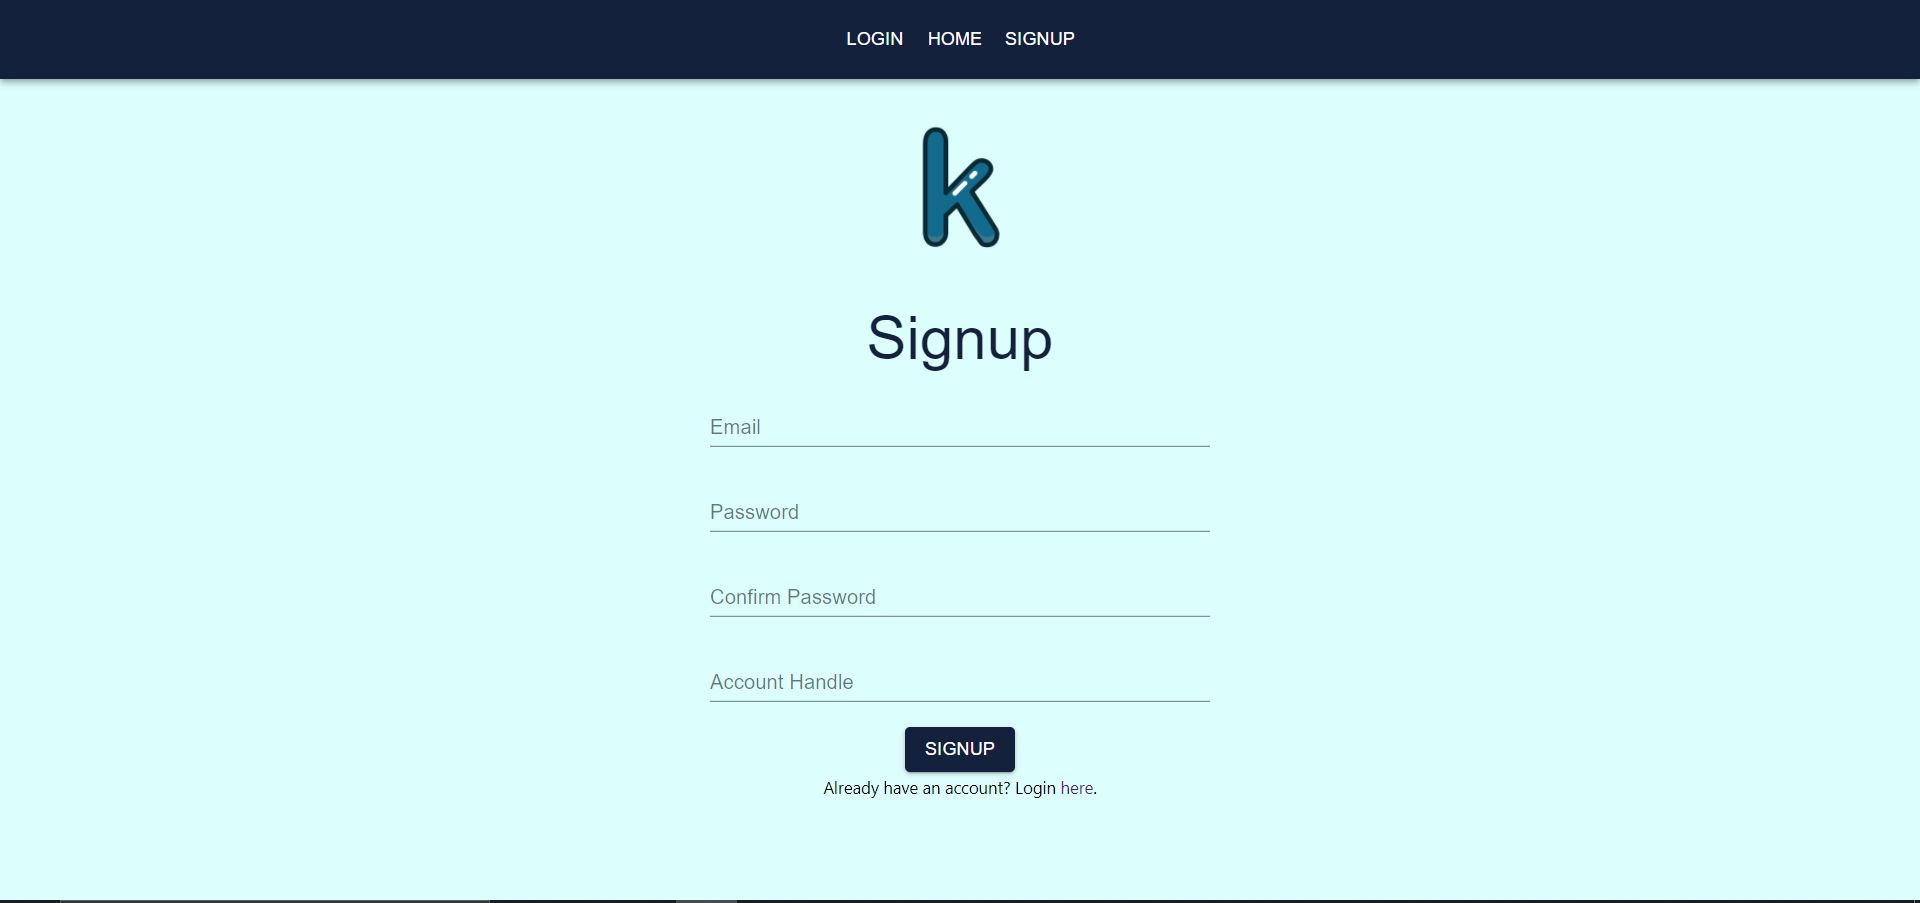 LOGIN HOME SIGNUP
k
Signup
Email
Password
Confirm Password
Account Handle
SIGNUP
Already have an account? Login here.